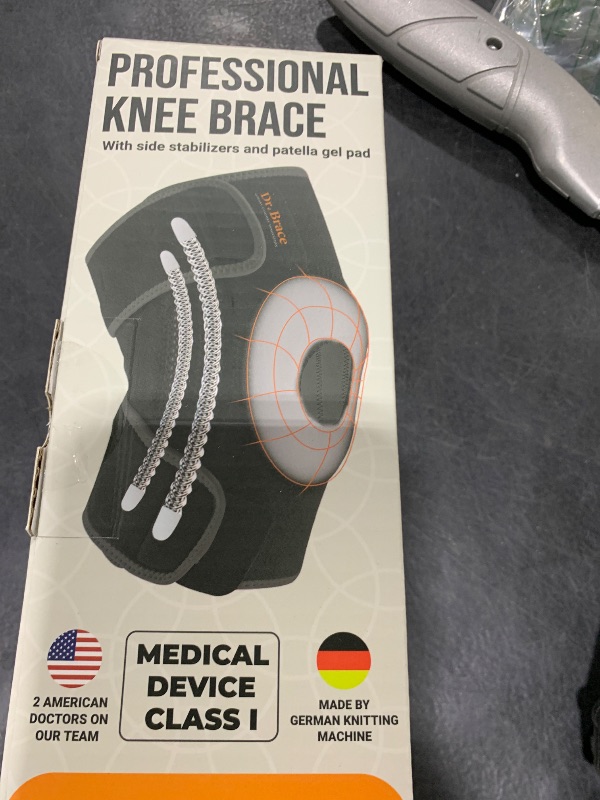 PROFESSIONAL
KNEE BRACE
With side stabilizers and patella gel pad
Dr. Brace
2 AMERICAN
DOCTORS ON
OUR TEAM
MEDICAL
DEVICE
CLASS I
MADE BY
GERMAN KNITTING
MACHINE